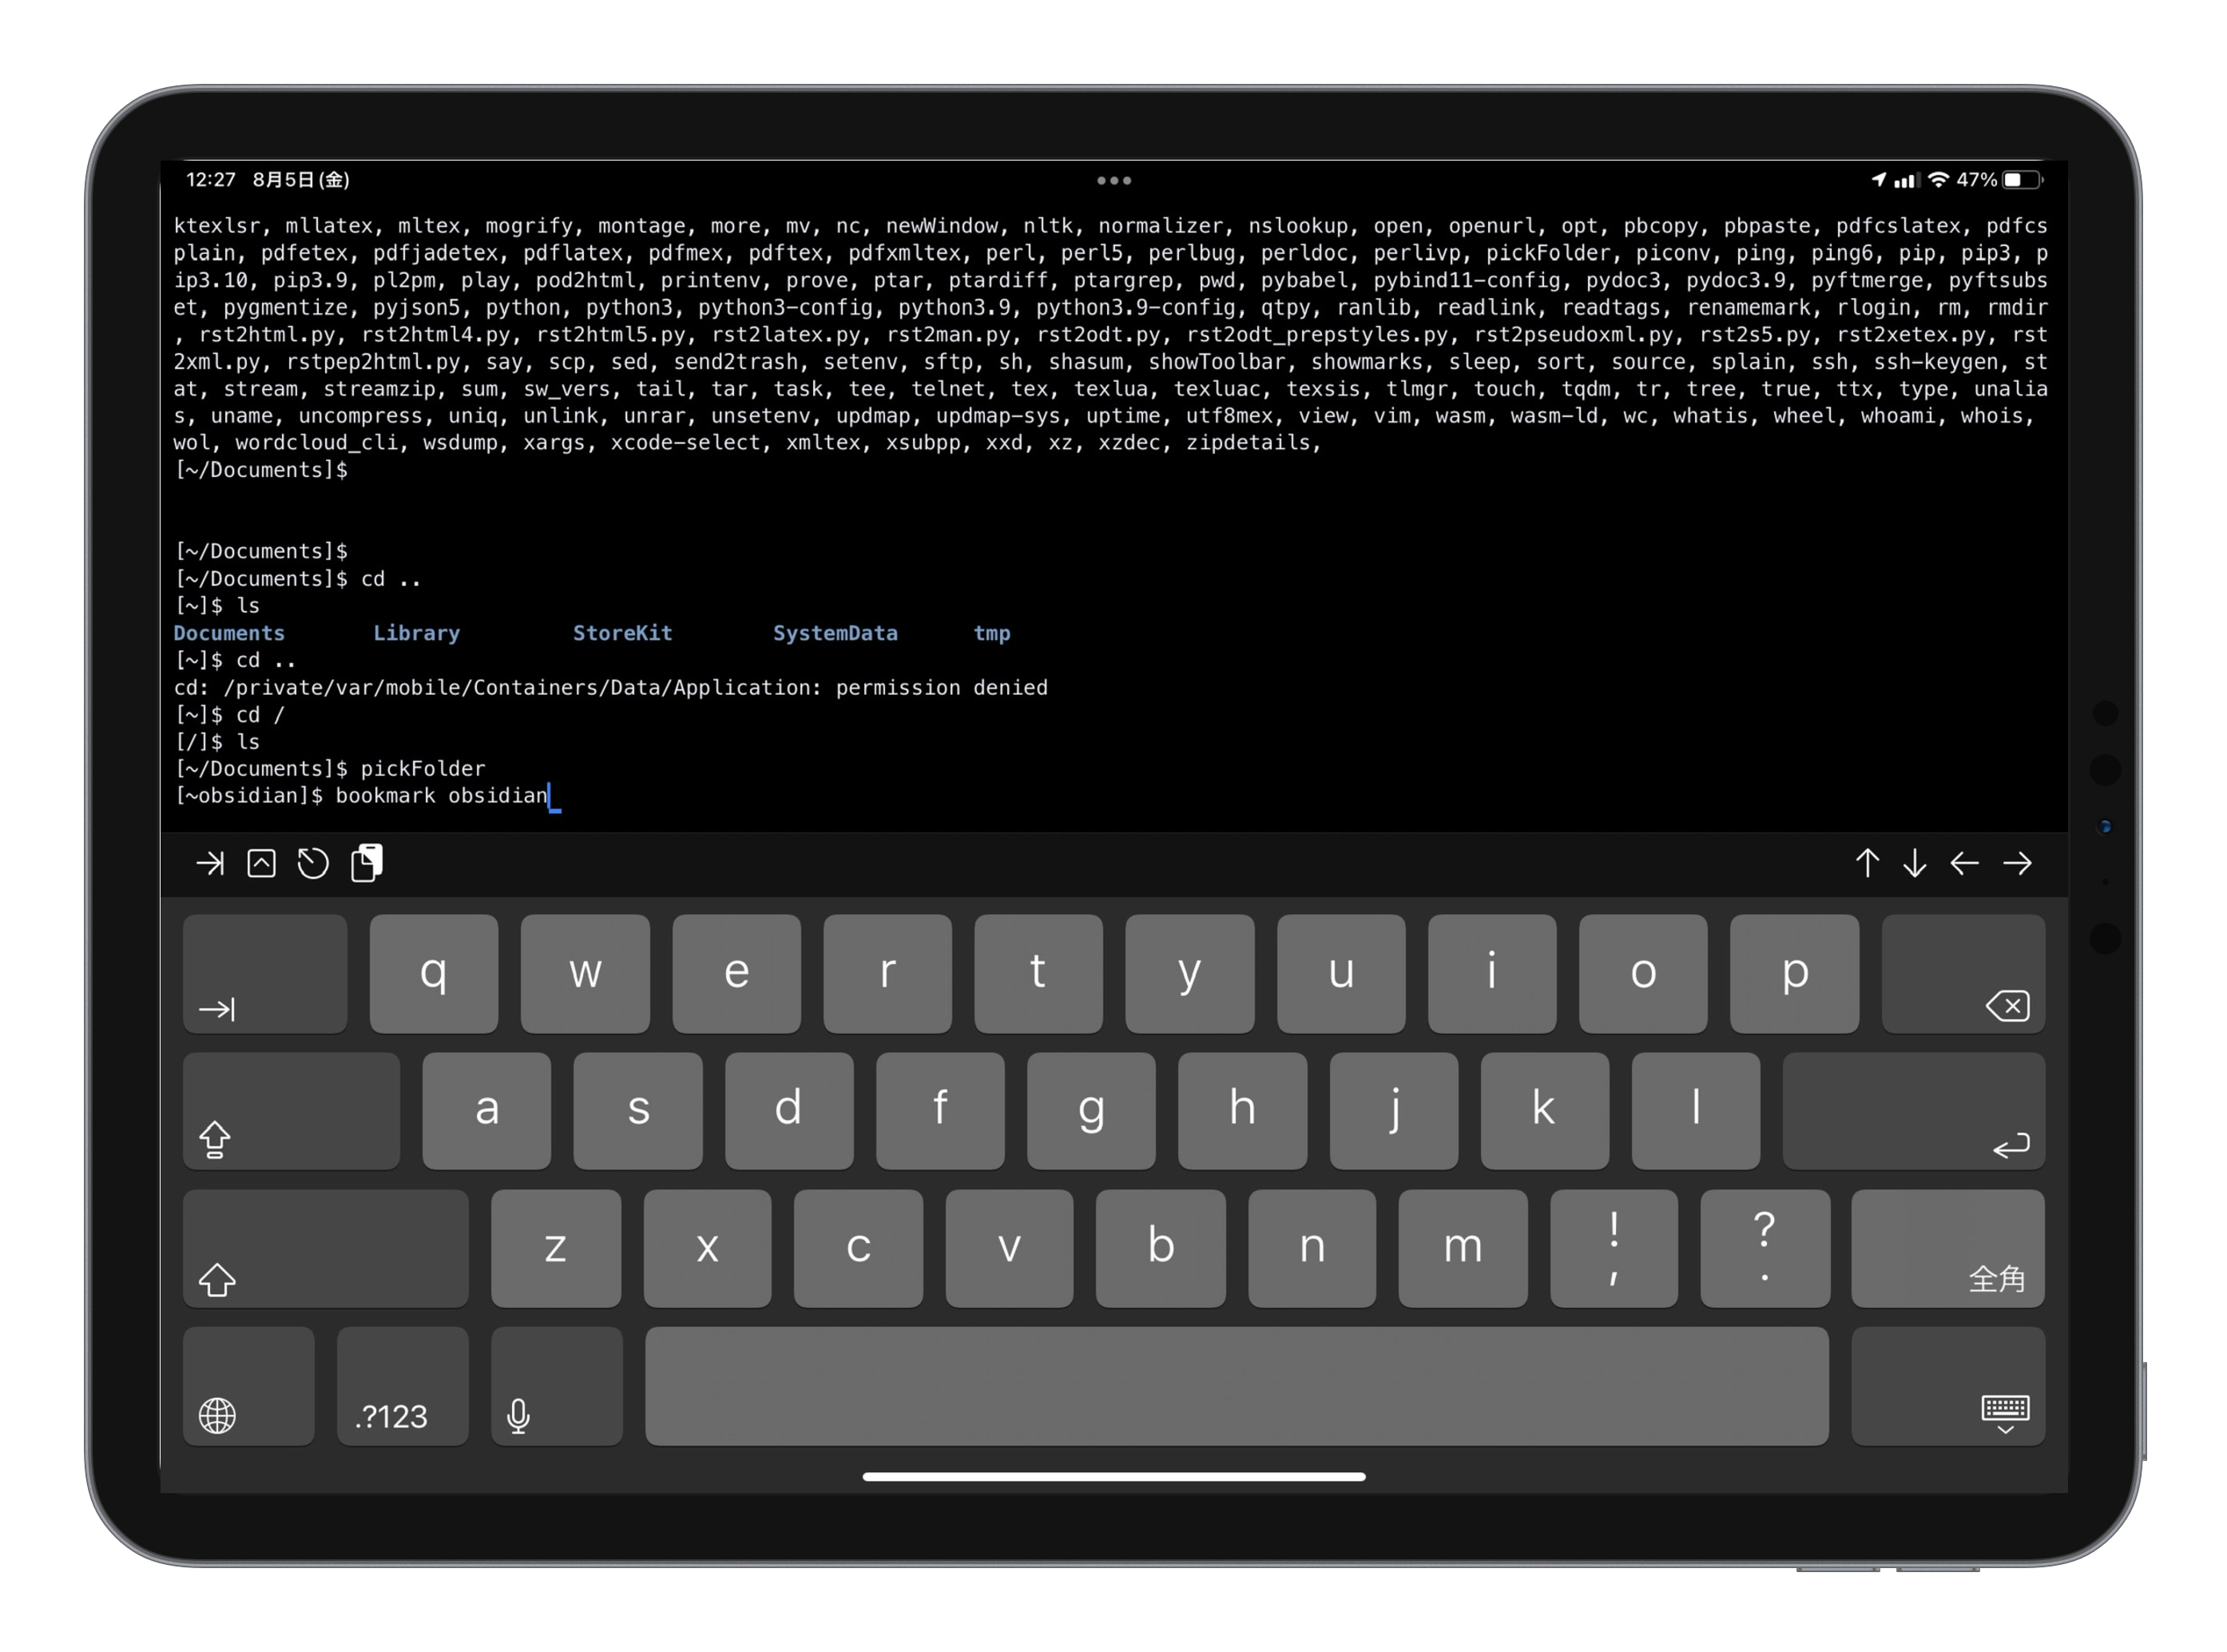 12:27 8月5日(金)
47%
ktexlsr, mllatex, mltex, mogrify, montage, more, mv, nc, newWindow, nltk, normalizer, nslookup, open, openurl, opt, pbcopy, pbpaste, pdfcslatex, pdfcs
plain, pdfetex, pdfjadetex, pdflatex, pdfmex, pdftex, pdfxmltex, perl, perl5, perlbug, perldoc, perlivp, pickFolder, piconv, ping, ping6, pip, pip3, p
ip3.10, pip3.9, pl2pm, play, pod2html, printenv, prove, ptar, ptardiff, ptargrep, pwd, pybabel, pybind11-config, pydoc3, pydoc3.9, pyftmerge, pyftsubs
et, pygmentize, pyjson5, python, python3, python3-config, python3.9, python3.9-config, qtpy, ranlib, readlink, readtags, renamemark, rlogin, rm, rmdir
, rst2html.py, rst2html4.py, rst2html5.py, rst2latex.py, rst2man.py, rst2odt.py, rst2odt_prepstyles.py, rst2pseudoxml.py, rst2s5.py, rst2xetex.py, rst
2xml.py, rstpep2html.py, say, scp, sed, send2trash, setenv, sftp, sh, shasum, showToolbar, showmarks, sleep, sort, source, splain, ssh, ssh-keygen, st
at, stream, streamzip, sum, sw_vers, tail, tar, task, tee, telnet, tex, texlua, texluac, texsis, tlmgr, touch, tqdm, tr, tree, true, ttx, type, unalia
s, uname, uncompress, uniq, unlink, unrar, unsetenv, updmap, updmap-sys, uptime, utf8mex, view, vim, wasm, wasm-ld, wc, whatis, wheel, whoami, whois,
wol, wordcloud_cli, wsdump, xargs, xcode-select, xmltex, xsubpp, xxd, xz, xzdec, zipdetails,
[~/Documents]$
[~/Documents]$
[~/Documents]$ cd ..
[~]$ ls
Documents Library StoreKit SystemData tmp
[~]$ cd ..
cd: /private/var/mobile/Containers/Data/Application: permission denied
[~]$ cd /
[/]$ ls
[~/Documents]$ pickFolder
[~obsidian]$ bookmark obsidian
q w e r t y u i o p
a s d f g h j k l
z x c v b n m ! , ? . 全角
.?123